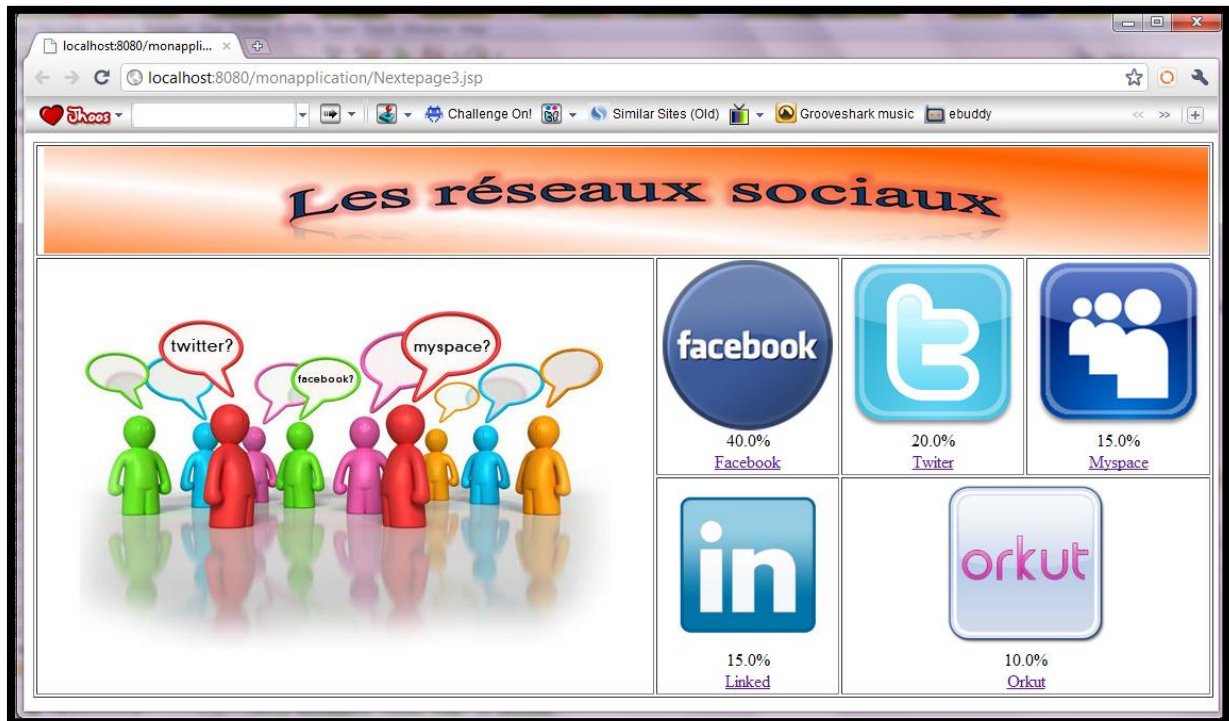 localhost:8080/monappli...
localhost:8080/monapplication/Nextepage3.jsp
Thoos
Challenge On!
Similar Sites (Old)
Grooveshark music
ebuddy
Les réseaux sociaux
twitter?
myspace?
facebook?
facebook
40.0%
Facebook
20.0%
Twiter
15.0%
Myspace
in
15.0%
Linked
orkut
10.0%
Orkut